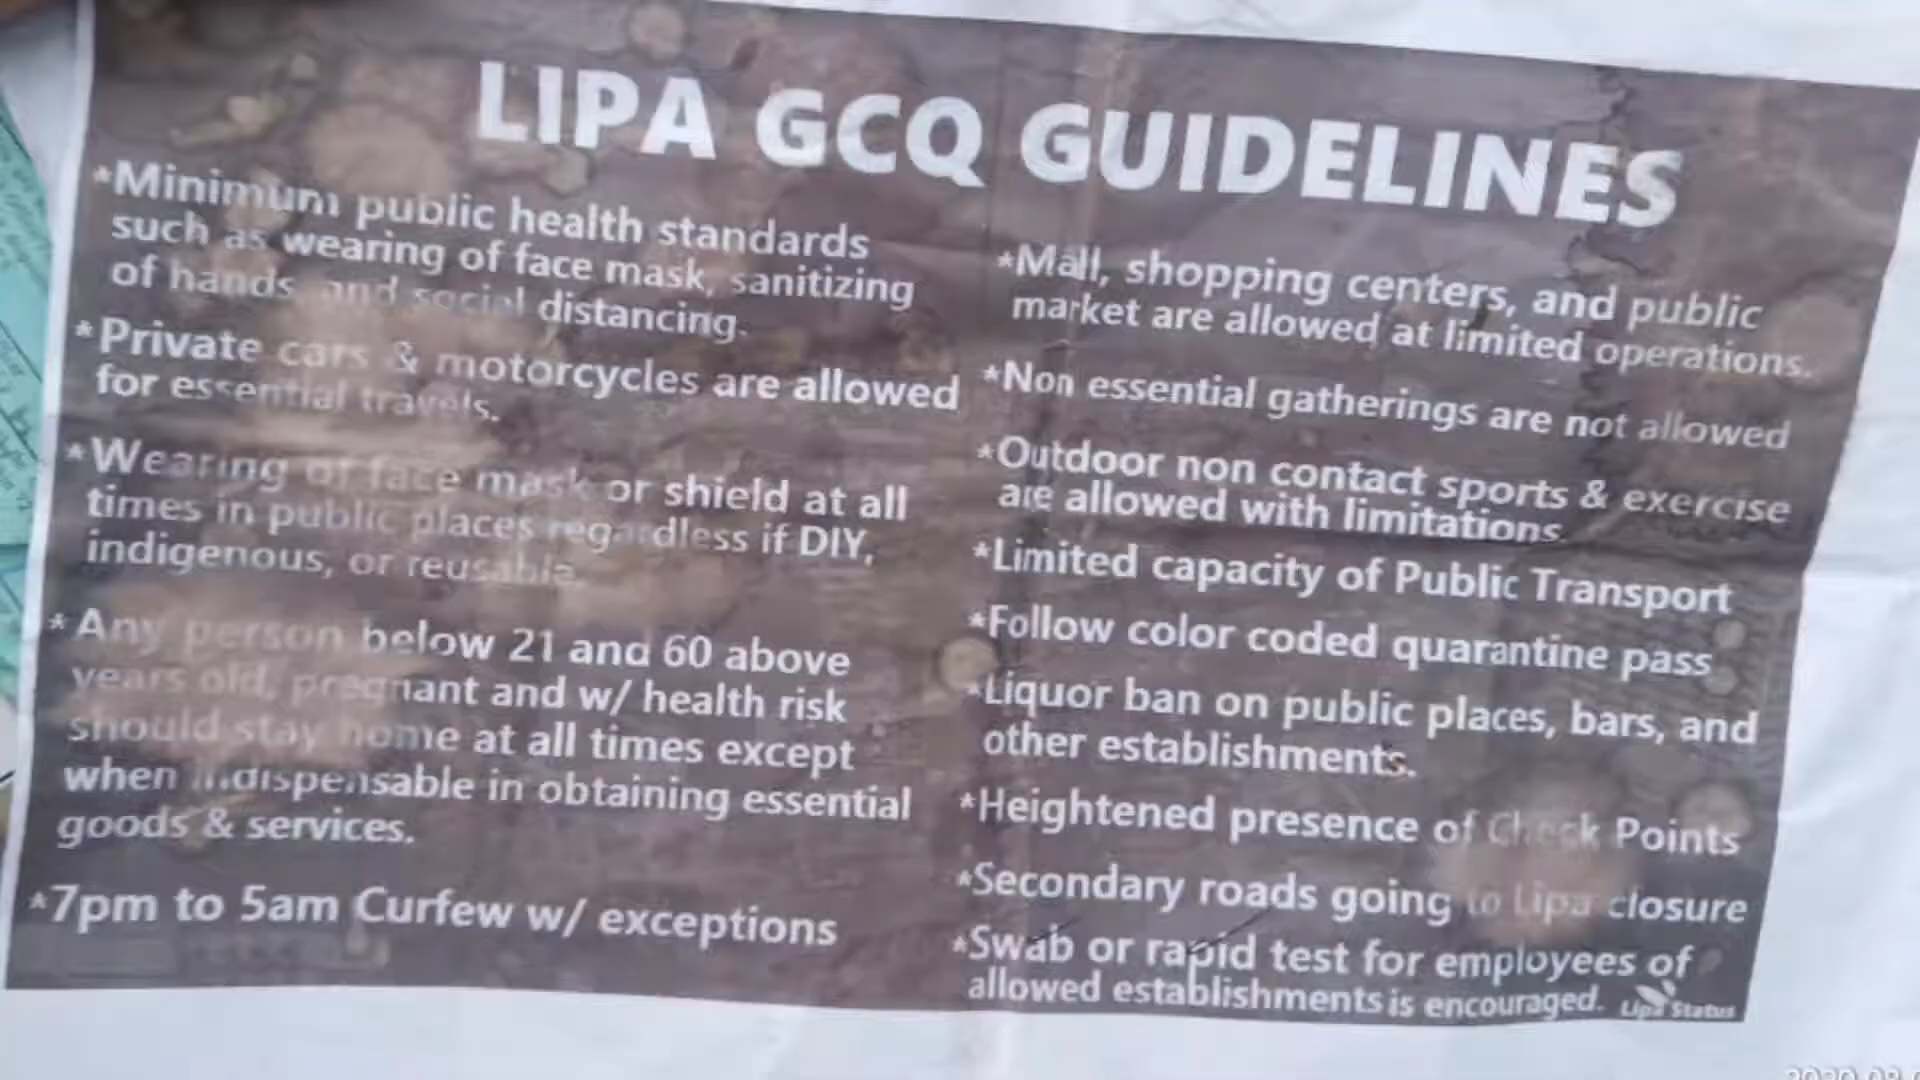 LIPA GCQ GUIDELINES
*Minimum public health standards
such as wearing of face mask, sanitizing
of hands, and social distancing.
*Private cars & motorcycles are allowed
for essential travels.
*Wearing of face mask or shield at all
times in public places regardless if DIY,
indigenous, or reusable.
*Any person below 21 and 60 above
years old, pregnant and w/ health risk
should stay home at all times except
when indispensable in obtaining essential
goods & services.
*7pm to 5am Curfew w/ exceptions
*Mall, shopping centers, and public
market are allowed at limited operations.
*Non essential gatherings are not allowed
*Outdoor non contact sports & exercise
are allowed with limitations.
*Limited capacity of Public Transport
*Follow color coded quarantine pass
*Liquor ban on public places, bars, and
other establishments.
*Heightened presence of Check Points
*Secondary roads going to Lipa closure
*Swab or rapid test for employees of
allowed establishments is encouraged.
Lipa Status